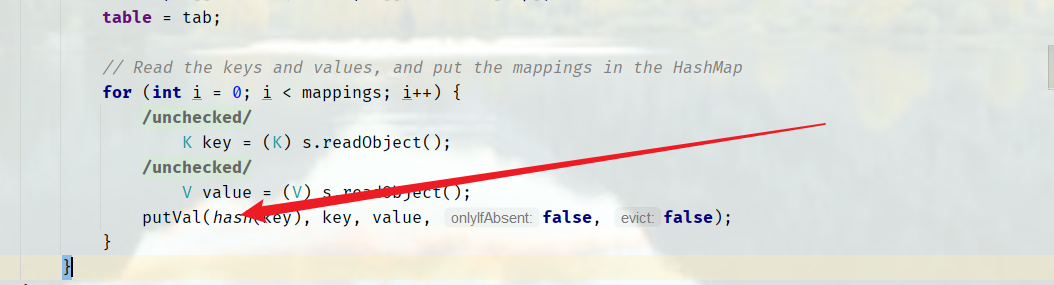 table = tab;
// Read the keys and values, and put the mappings in the HashMap
for (int i = 0; i < mappings; i++) {
/unchecked/
K key = (K) s.readObject();
/unchecked/
V value = (V) s.readObject();
putVal(hash(key), key, value, onlyIfAbsent: false, evict: false);
}
}